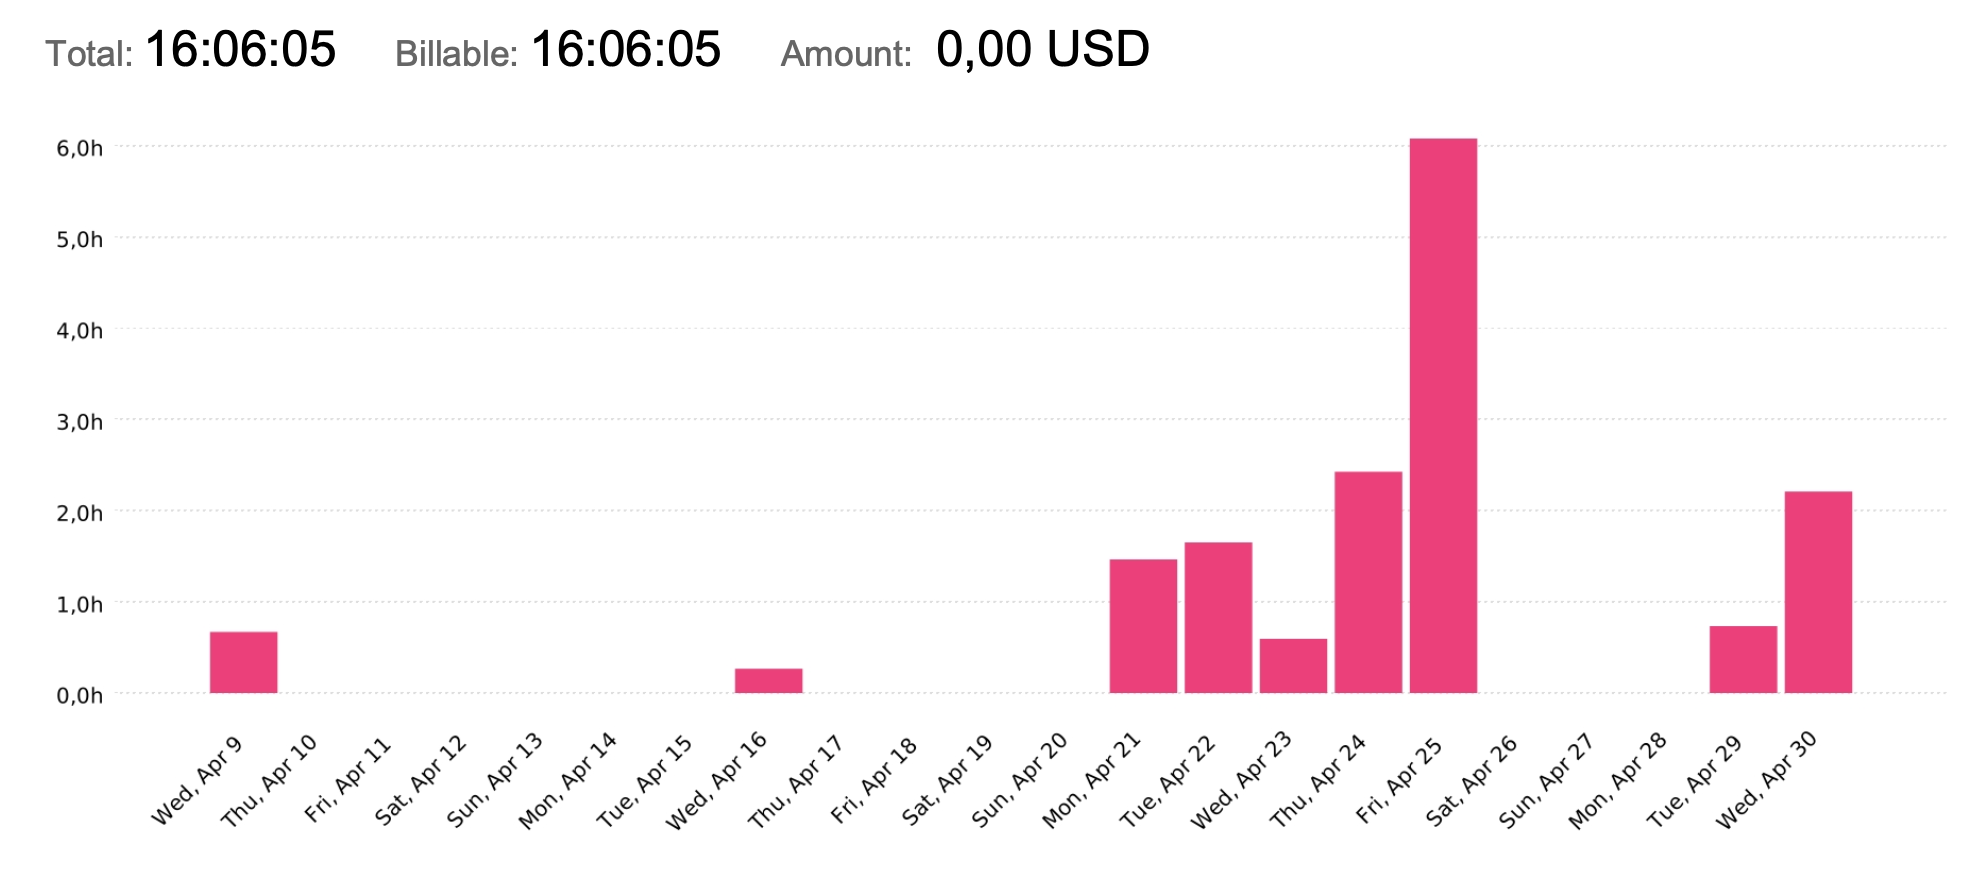 Total: 16:06:05 Billable: 16:06:05 Amount: 0,00 USD
6,0h
5,0h
4,0h
3,0h
2,0h
1,0h
0,0h
Wed, Apr 9
Thu, Apr 10
Fri, Apr 11
Sat, Apr 12
Sun, Apr 13
Mon, Apr 14
Tue, Apr 15
Wed, Apr 16
Thu, Apr 17
Fri, Apr 18
Sat, Apr 19
Sun, Apr 20
Mon, Apr 21
Tue, Apr 22
Wed, Apr 23
Thu, Apr 24
Fri, Apr 25
Sat, Apr 26
Sun, Apr 27
Mon, Apr 28
Tue, Apr 29
Wed, Apr 30